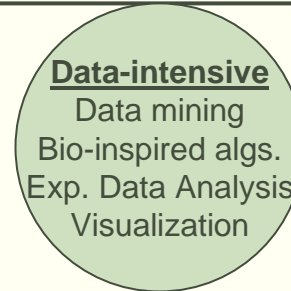 Data-intensive
Data mining
Bio-inspired algs.
Exp. Data Analysis
Visualization